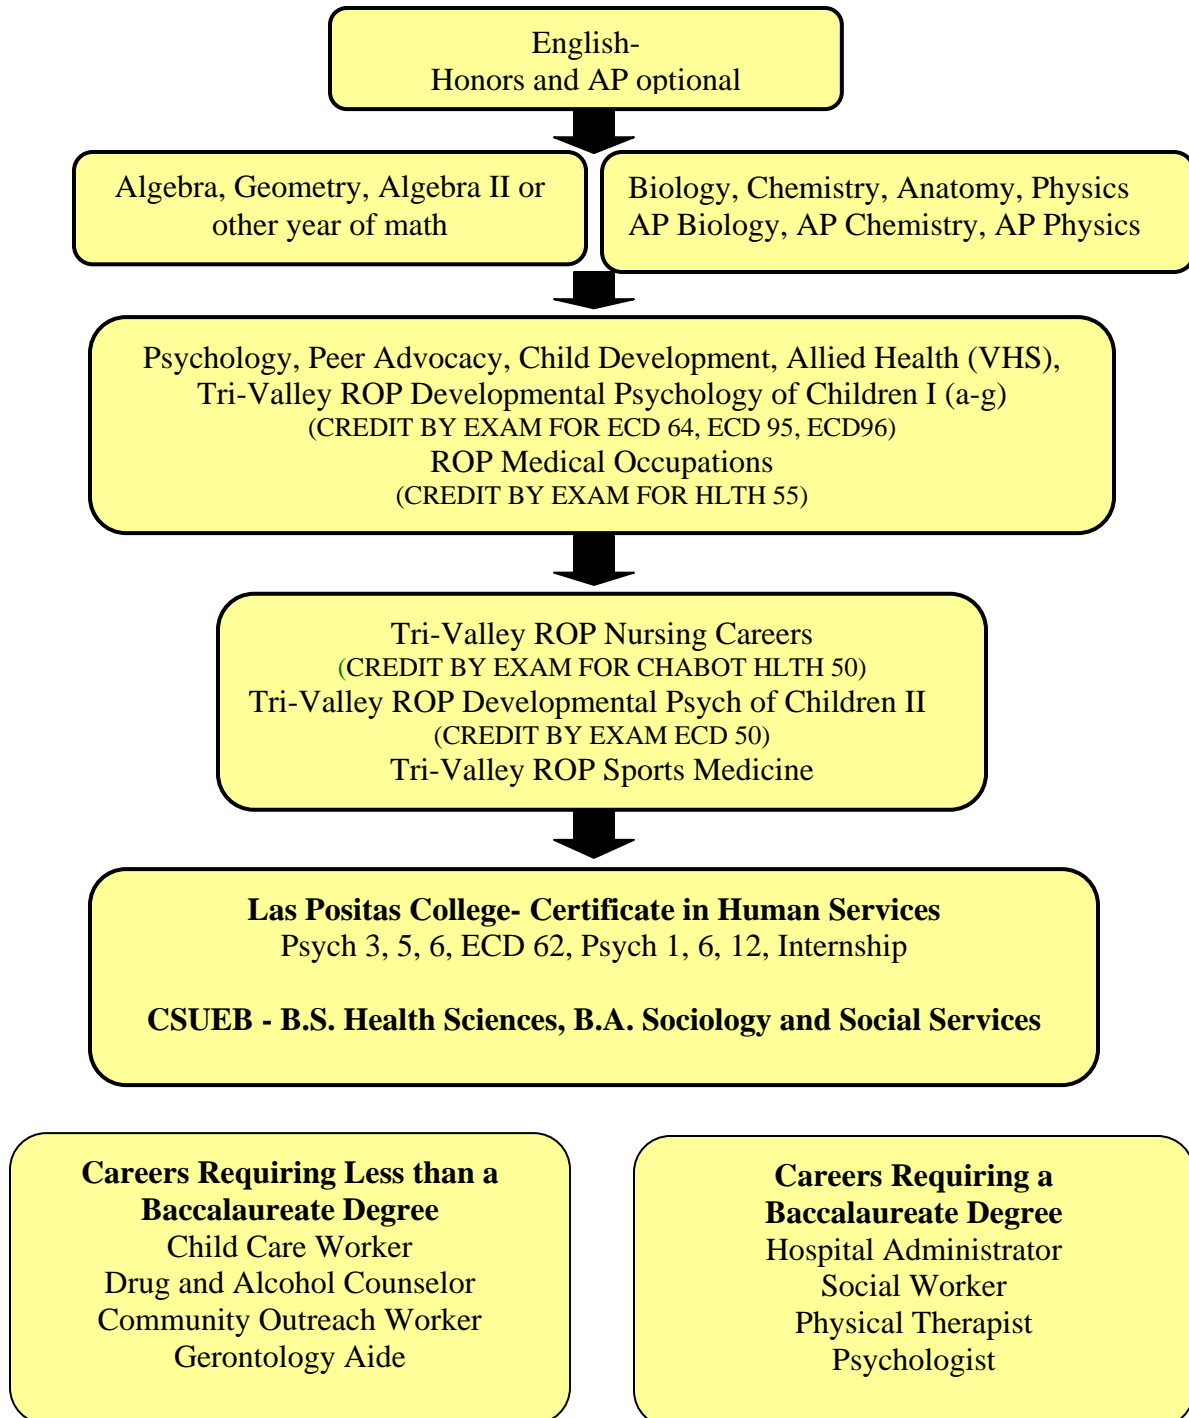 English-
Honors and AP optional
Algebra, Geometry, Algebra II or
other year of math
Biology, Chemistry, Anatomy, Physics
AP Biology, AP Chemistry, AP Physics
Psychology, Peer Advocacy, Child Development, Allied Health (VHS),
Tri-Valley ROP Developmental Psychology of Children I (a-g)
(CREDIT BY EXAM FOR ECD 64, ECD 95, ECD96)
ROP Medical Occupations
(CREDIT BY EXAM FOR HLTH 55)
Tri-Valley ROP Nursing Careers
(CREDIT BY EXAM FOR CHABOT HLTH 50)
Tri-Valley ROP Developmental Psych of Children II
(CREDIT BY EXAM ECD 50)
Tri-Valley ROP Sports Medicine
Las Positas College- Certificate in Human Services
Psych 3, 5, 6, ECD 62, Psych 1, 6, 12, Internship
CSUEB - B.S. Health Sciences, B.A. Sociology and Social Services
Careers Requiring Less than a
Baccalaureate Degree
Child Care Worker
Drug and Alcohol Counselor
Community Outreach Worker
Gerontology Aide
Careers Requiring a
Baccalaureate Degree
Hospital Administrator
Social Worker
Physical Therapist
Psychologist